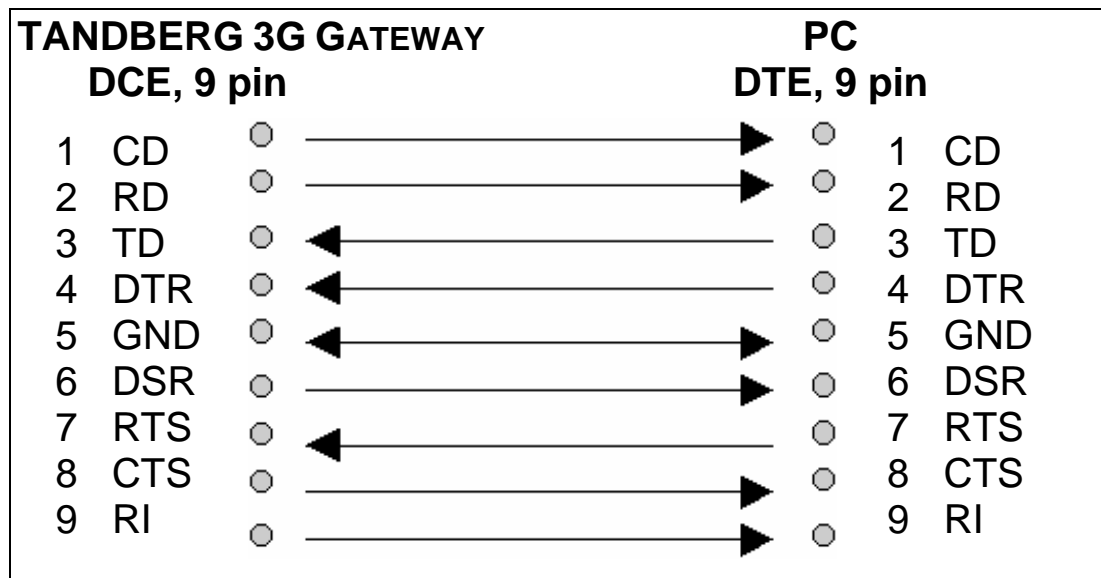 TANDBERG 3G GATEWAY PC
DCE, 9 pin DTE, 9 pin
1 CD 1 CD
2 RD 2 RD
3 TD 3 TD
4 DTR 4 DTR
5 GND 5 GND
6 DSR 6 DSR
7 RTS 7 RTS
8 CTS 8 CTS
9 RI 9 RI